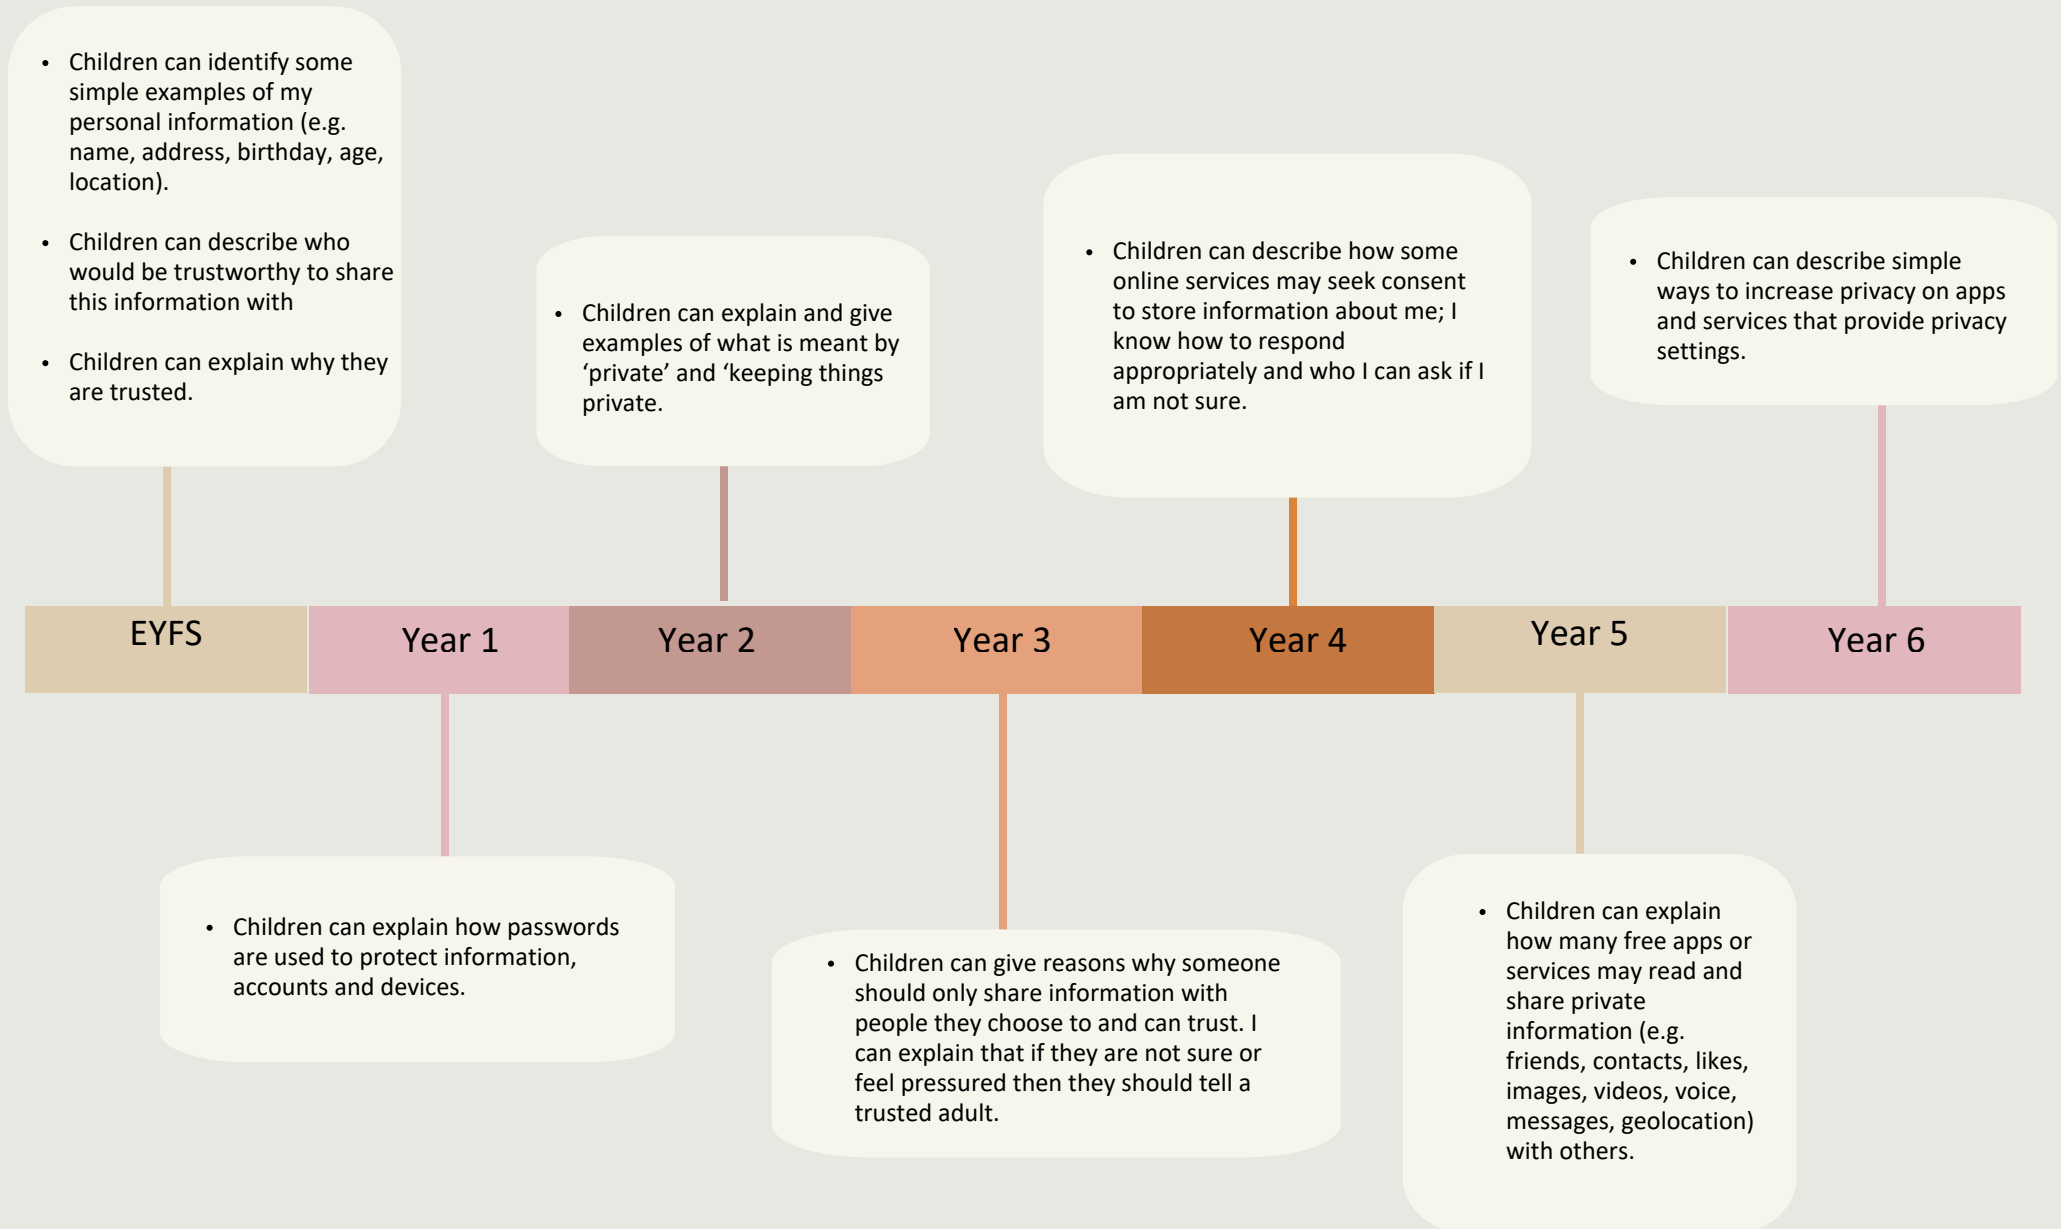 • Children can identify some
simple examples of my
personal information (e.g.
name, address, birthday, age,
location).
• Children can describe who
would be trustworthy to share
this information with
• Children can explain why they
are trusted.
• Children can explain and give
examples of what is meant by
‘private’ and ‘keeping things
private.
• Children can describe how some
online services may seek consent
to store information about me; I
know how to respond
appropriately and who I can ask if I
am not sure.
• Children can describe simple
ways to increase privacy on apps
and services that provide privacy
settings.
EYFS
Year 1
Year 2
Year 3
Year 4
Year 5
Year 6
• Children can explain how passwords
are used to protect information,
accounts and devices.
• Children can give reasons why someone
should only share information with
people they choose to and can trust. I
can explain that if they are not sure or
feel pressured then they should tell a
trusted adult.
• Children can explain
how many free apps or
services may read and
share private
information (e.g.
friends, contacts, likes,
images, videos, voice,
messages, geolocation)
with others.